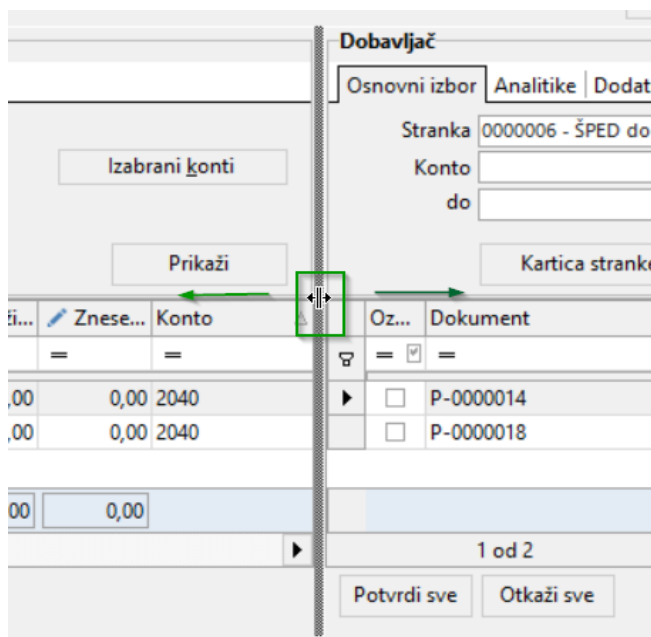 Dobavljač
Osnovni izbor Analitike Dodat
Stranka 0000006 - ŠPED do
Izabrani konti
Konto
do
Prikaži
Kartica stranke
ži... Znese... Konto
Oz... Dokument
= =
= =
,00 0,00 2040
P-0000014
,00 0,00 2040
P-0000018
00 0,00
1 od 2
Potvrdi sve Otkaži sve